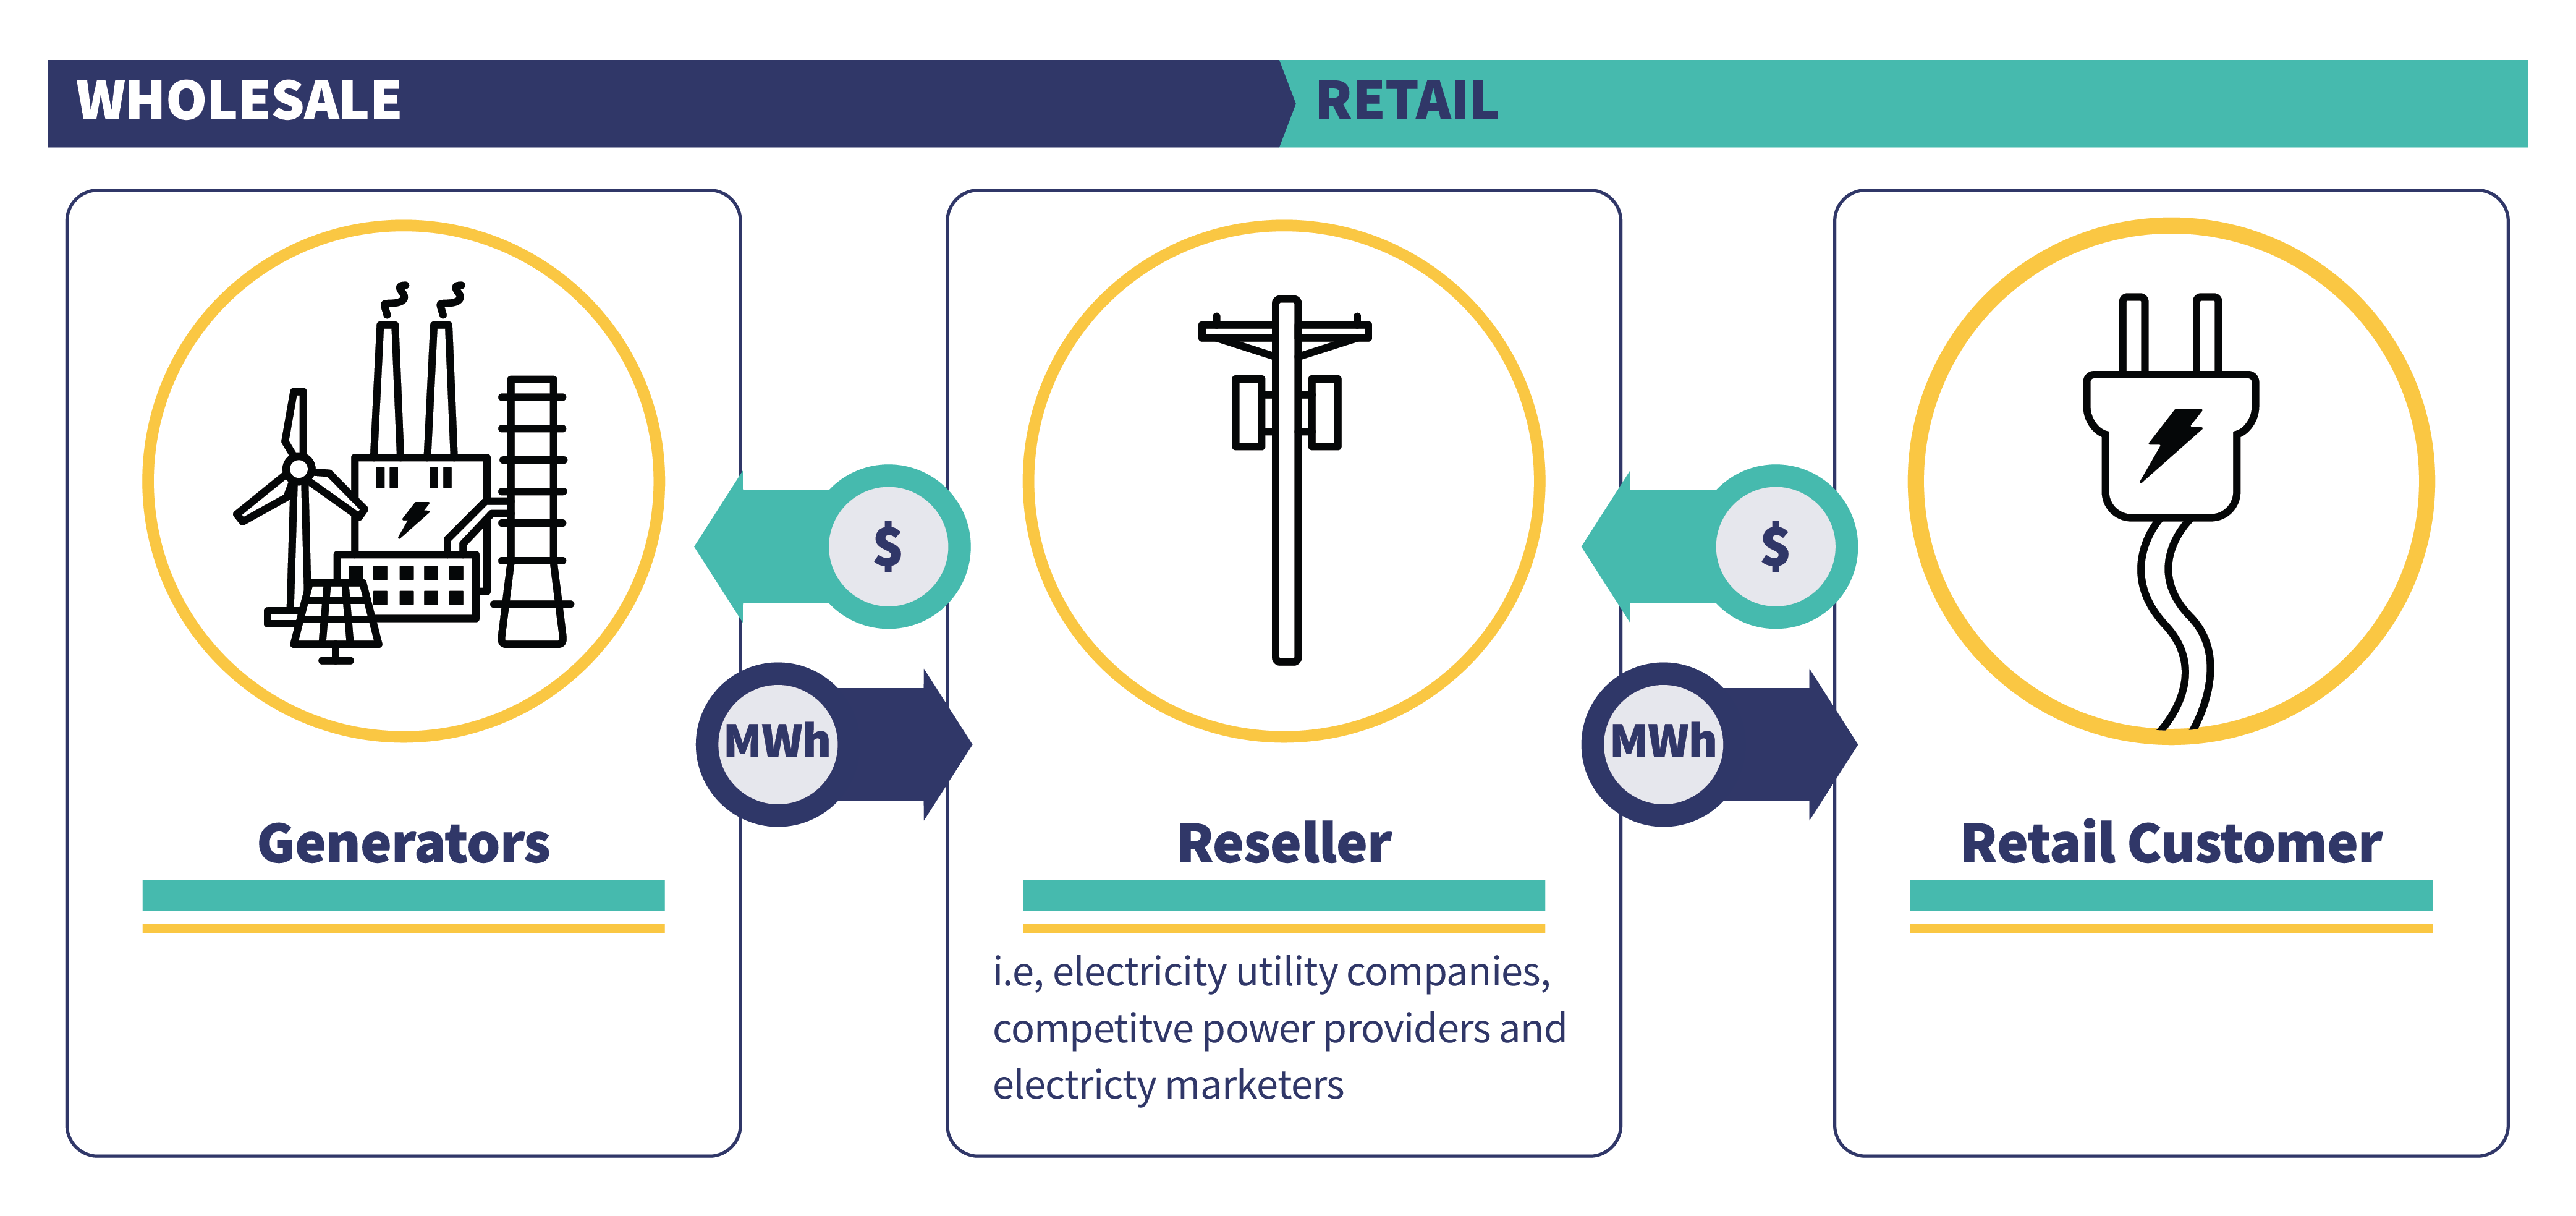 WHOLESALE
RETAIL
$
$
MWh
MWh
Generators
Reseller
Retail Customer
i.e, electricity utility companies,
competitve power providers and
electricty marketers